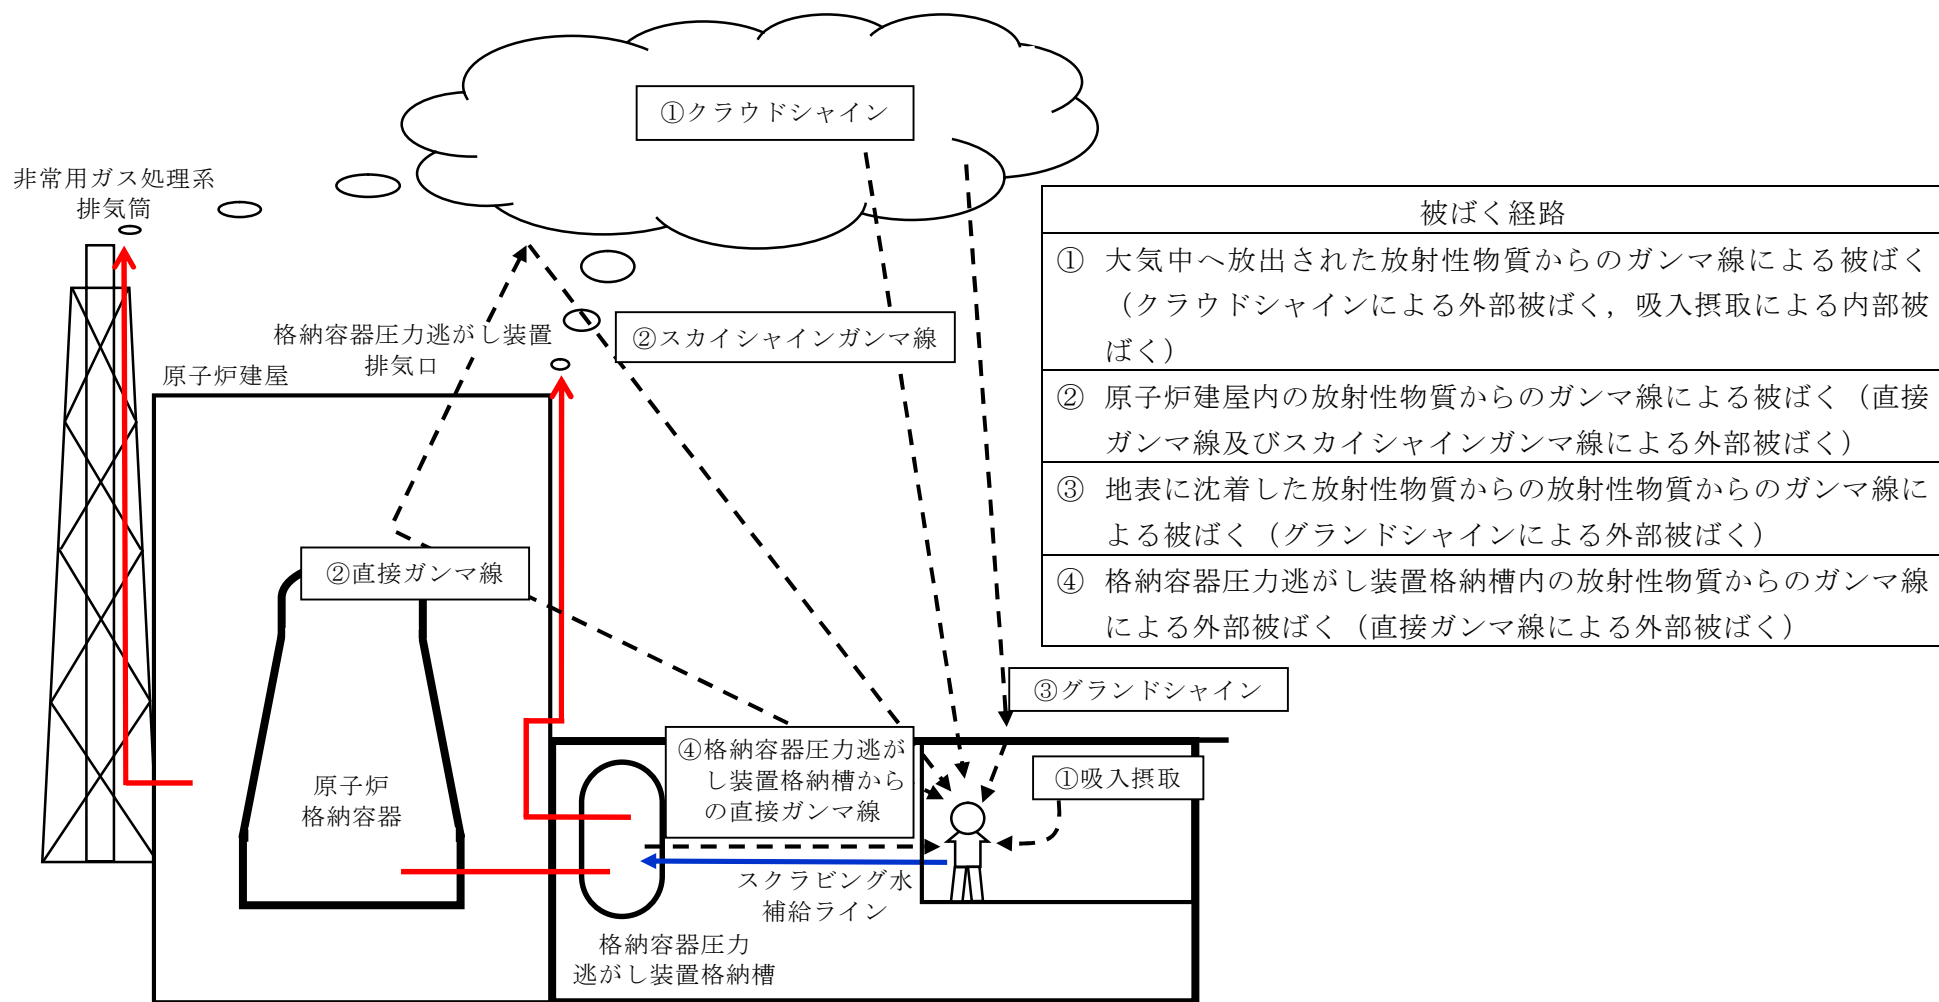 ①クラウドシャイン
非常用ガス処理系
排気筒
被ばく経路
① 大気中へ放出された放射性物質からのガンマ線による被ばく
（クラウドシャインによる外部被ばく，吸入摂取による内部被
ばく）
② 原子炉建屋内の放射性物質からのガンマ線による被ばく（直接
ガンマ線及びスカイシャインガンマ線による外部被ばく）
③ 地表に沈着した放射性物質からの放射性物質からのガンマ線に
よる被ばく（グランドシャインによる外部被ばく）
④ 格納容器圧力逃がし装置格納槽内の放射性物質からのガンマ線
による外部被ばく（直接ガンマ線による外部被ばく）
格納容器圧力逃がし装置
排気口
②スカイシャインガンマ線
原子炉建屋
②直接ガンマ線
③グランドシャイン
④格納容器圧力逃が
し装置格納槽から
の直接ガンマ線
①吸入摂取
原子炉
格納容器
スクラビング水
補給ライン
格納容器圧力
逃がし装置格納槽